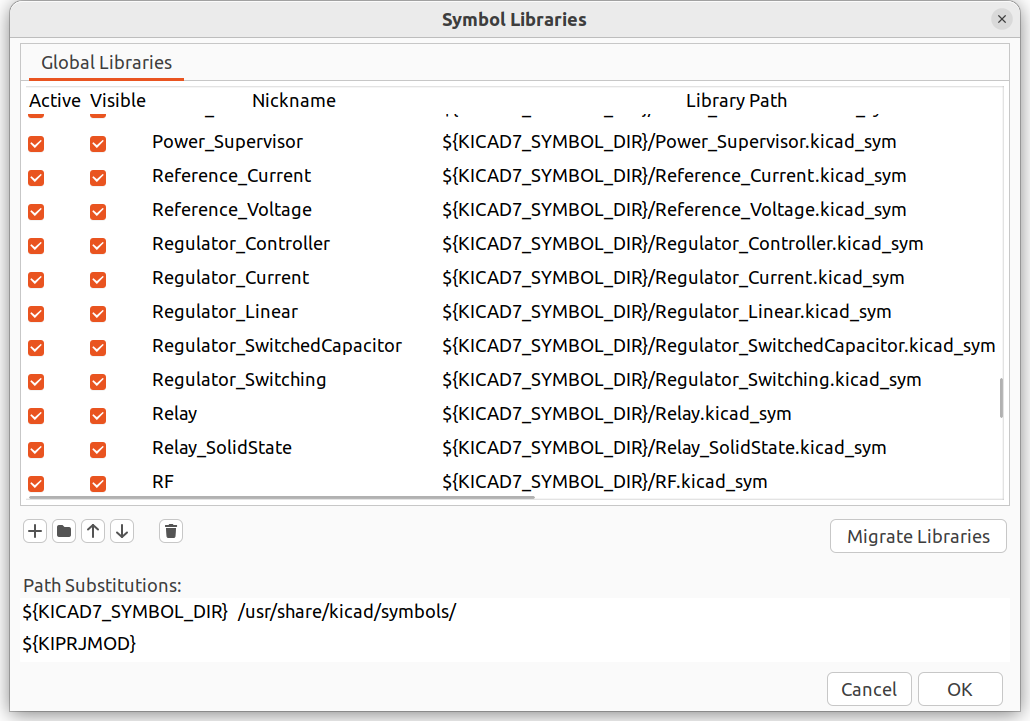 Symbol Libraries
Global Libraries
Active Visible Nickname Library Path
Power_Supervisor ${KICAD7_SYMBOL_DIR}/Power_Supervisor.kicad_sym
Reference_Current ${KICAD7_SYMBOL_DIR}/Reference_Current.kicad_sym
Reference_Voltage ${KICAD7_SYMBOL_DIR}/Reference_Voltage.kicad_sym
Regulator_Controller ${KICAD7_SYMBOL_DIR}/Regulator_Controller.kicad_sym
Regulator_Current ${KICAD7_SYMBOL_DIR}/Regulator_Current.kicad_sym
Regulator_Linear ${KICAD7_SYMBOL_DIR}/Regulator_Linear.kicad_sym
Regulator_SwitchedCapacitor ${KICAD7_SYMBOL_DIR}/Regulator_SwitchedCapacitor.kicad_sym
Regulator_Switching ${KICAD7_SYMBOL_DIR}/Regulator_Switching.kicad_sym
Relay ${KICAD7_SYMBOL_DIR}/Relay.kicad_sym
Relay_SolidState ${KICAD7_SYMBOL_DIR}/Relay_SolidState.kicad_sym
RF ${KICAD7_SYMBOL_DIR}/RF.kicad_sym
Migrate Libraries
Path Substitutions:
${KICAD7_SYMBOL_DIR} /usr/share/kicad/symbols/
${KIPRJMOD}
Cancel OK